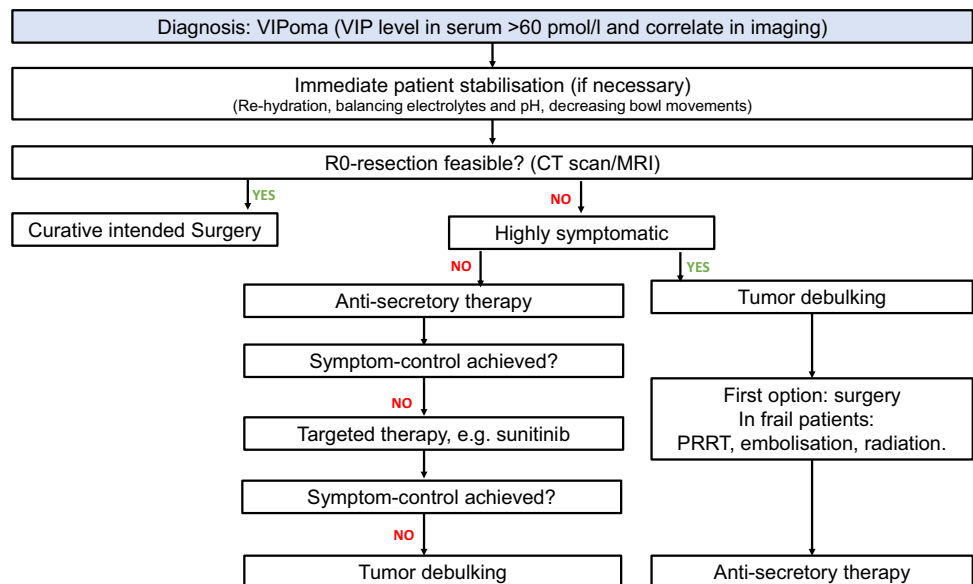 Diagnosis: VIPoma (VIP level in serum >60 pmol/l and correlate in imaging)
Immediate patient stabilisation (if necessary)
(Re-hydration, balancing electrolytes and pH, decreasing bowl movements)
R0-resection feasible? (CT scan/MRI)
YES
NO
Curative intended Surgery
Highly symptomatic
NO
YES
Anti-secretory therapy
Tumor debulking
Symptom-control achieved?
NO
First option: surgery
In frail patients:
PRRT, embolisation, radiation.
Targeted therapy, e.g. sunitinib
Symptom-control achieved?
NO
Tumor debulking
Anti-secretory therapy